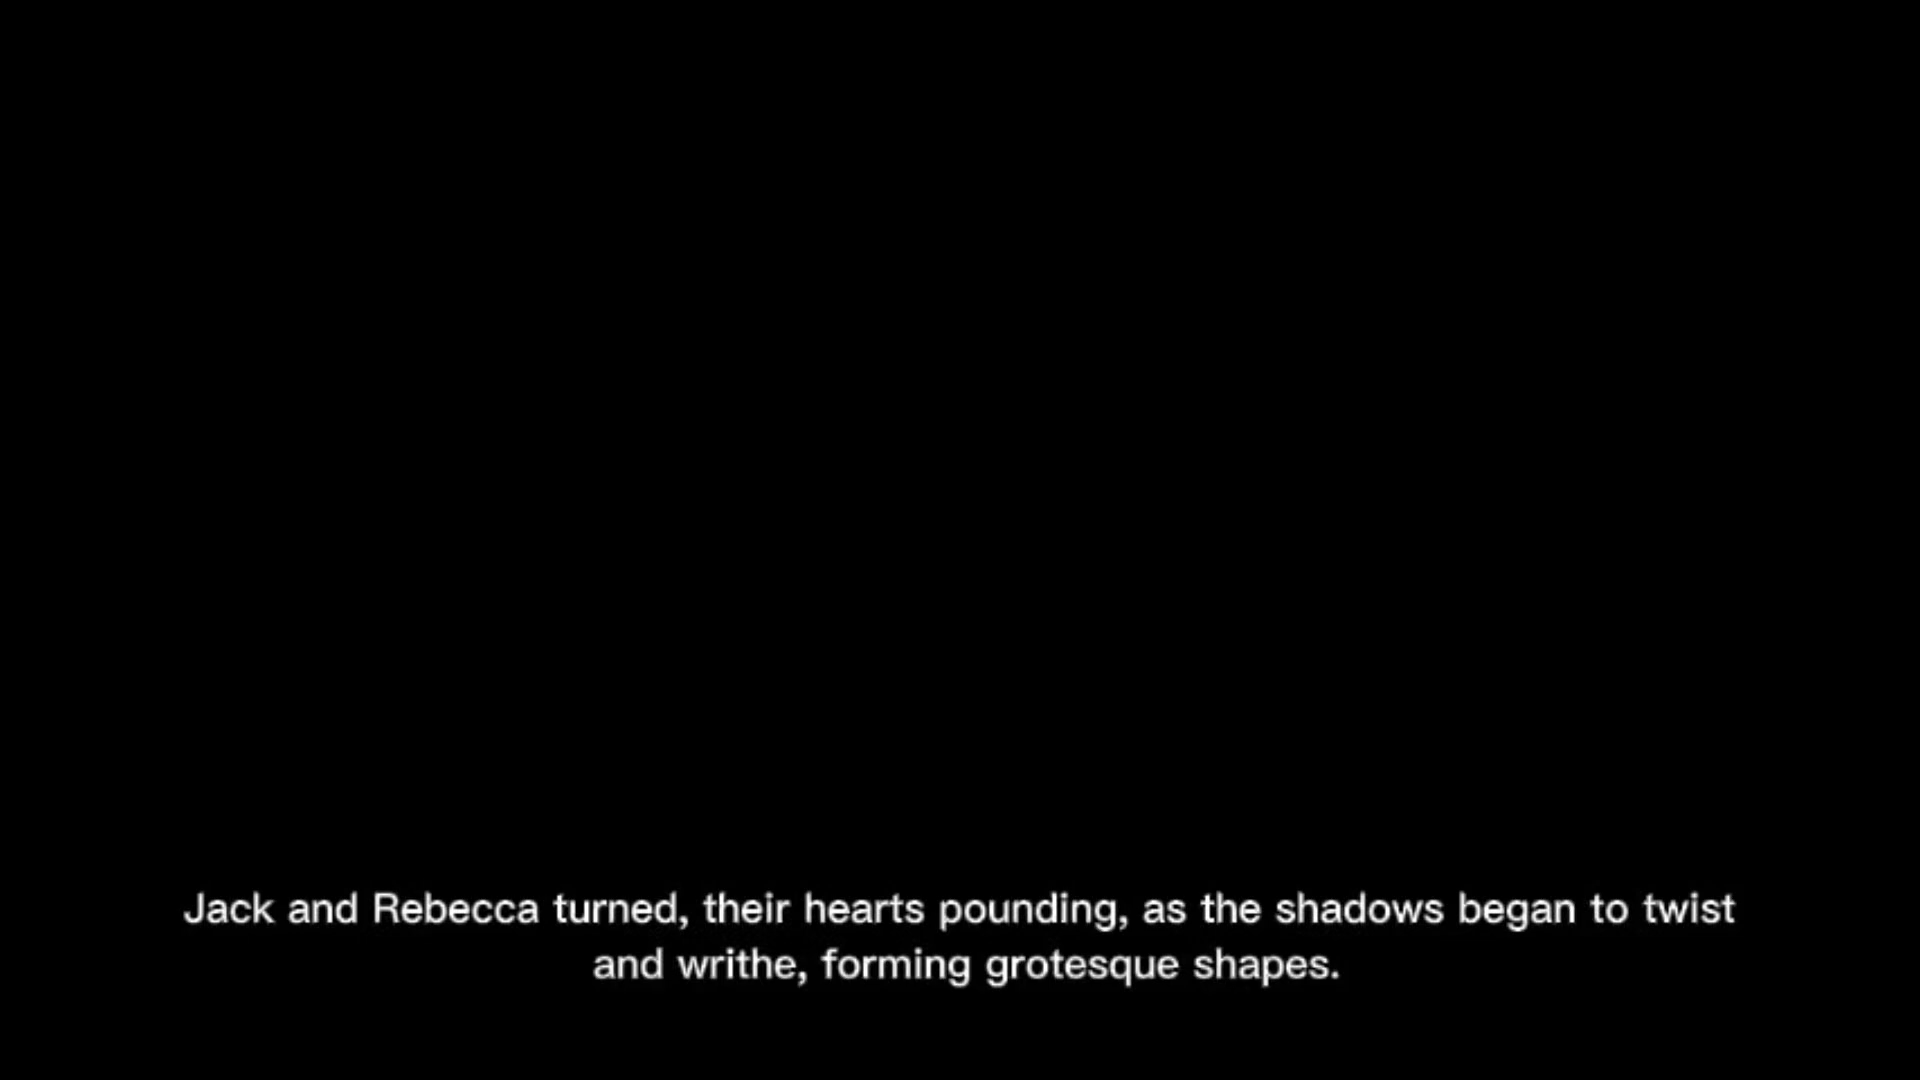 Jack and Rebecca turned, their hearts pounding, as the shadows began to twist
and writhe, forming grotesque shapes.